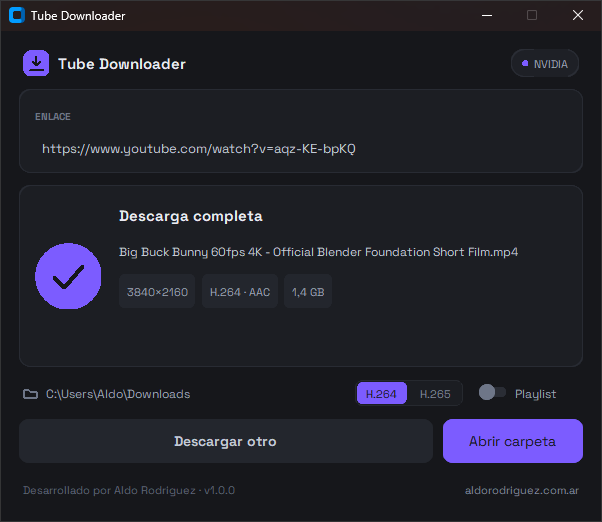 Tube Downloader
Tube Downloader
NVIDIA
ENLACE
https://www.youtube.com/watch?v=aqz-KE-bpKQ
Descarga completa
Big Buck Bunny 60fps 4K - Official Blender Foundation Short Film.mp4
3840×2160 H.264 · AAC 1,4 GB
C:\Users\Aldo\Downloads H.264 H.265 Playlist
Descargar otro Abrir carpeta
Desarrollado por Aldo Rodriguez · v1.0.0 aldorodriguez.com.ar